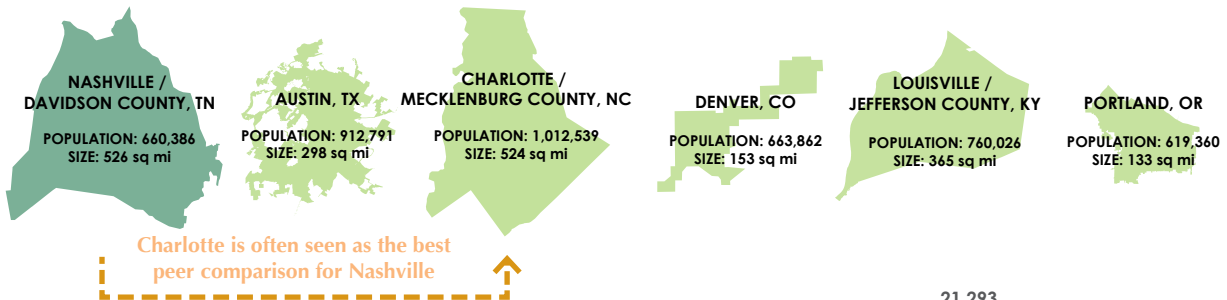 NASHVILLE /
DAVIDSON COUNTY, TN
POPULATION: 660,386
SIZE: 526 sq mi
AUSTIN, TX
POPULATION: 912,791
SIZE: 298 sq mi
CHARLOTTE /
MECKLENBURG COUNTY, NC
POPULATION: 1,012,539
SIZE: 524 sq mi
DENVER, CO
POPULATION: 663,862
SIZE: 153 sq mi
LOUISVILLE /
JEFFERSON COUNTY, KY
POPULATION: 760,026
SIZE: 365 sq mi
PORTLAND, OR
POPULATION: 619,360
SIZE: 133 sq mi
Charlotte is often seen as the best
peer comparison for Nashville
21,293